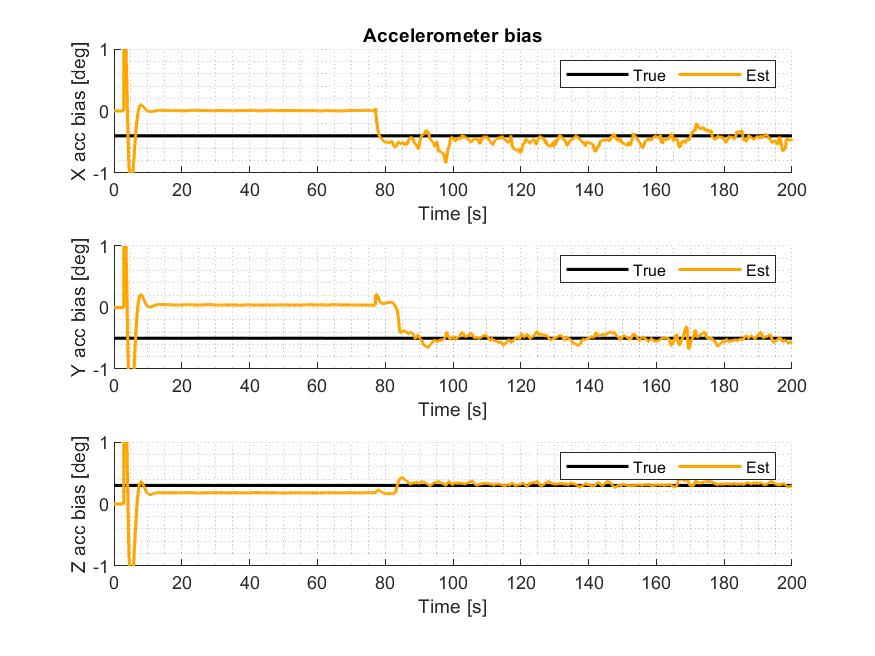 Accelerometer bias
X acc bias [deg]
1
0
-1
True
Est
0 20 40 60 80 100 120 140 160 180 200
Time [s]
Y acc bias [deg]
1
0
-1
True
Est
0 20 40 60 80 100 120 140 160 180 200
Time [s]
Z acc bias [deg]
1
0
-1
True
Est
0 20 40 60 80 100 120 140 160 180 200
Time [s]